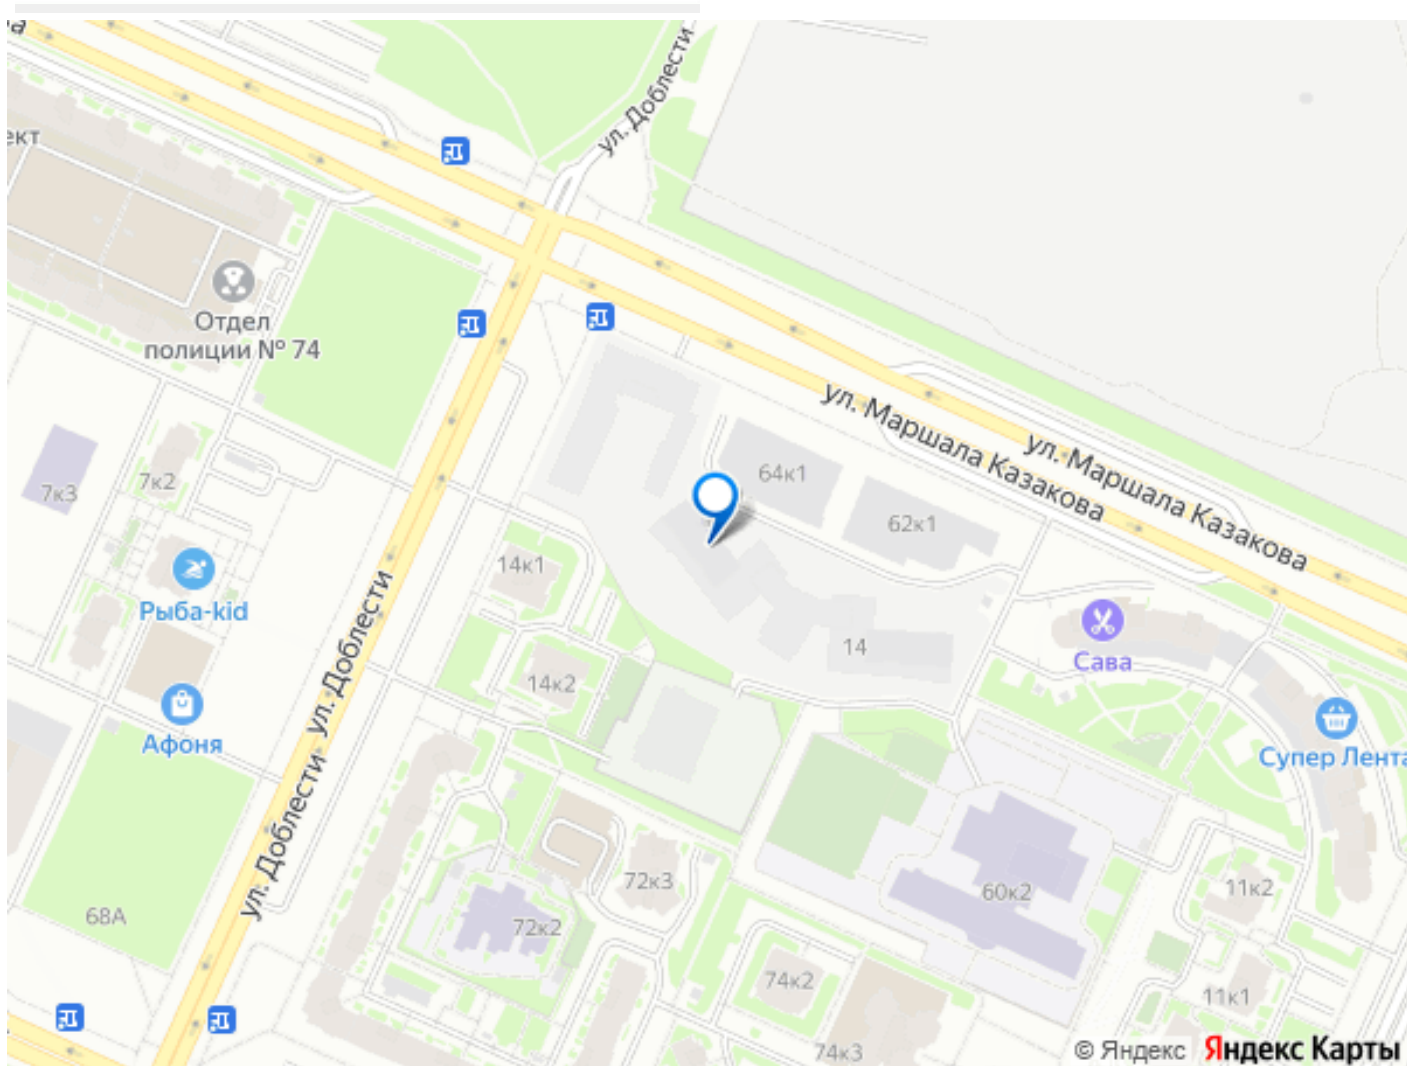 ул. Доблести
ект
Отдел
полиции № 74
ул. Маршала Казакова
ул. Маршала Казакова
64к1
62к1
7к3
7к2
14к1
Рыба-kid
ул. Доблести
14
Сава
14к2
Афоня
Супер Лента
ул. Доблести
72к3
11к2
60к2
68А
72к2
74к2
11к1
74к3
© Яндекс Яндекс Карты